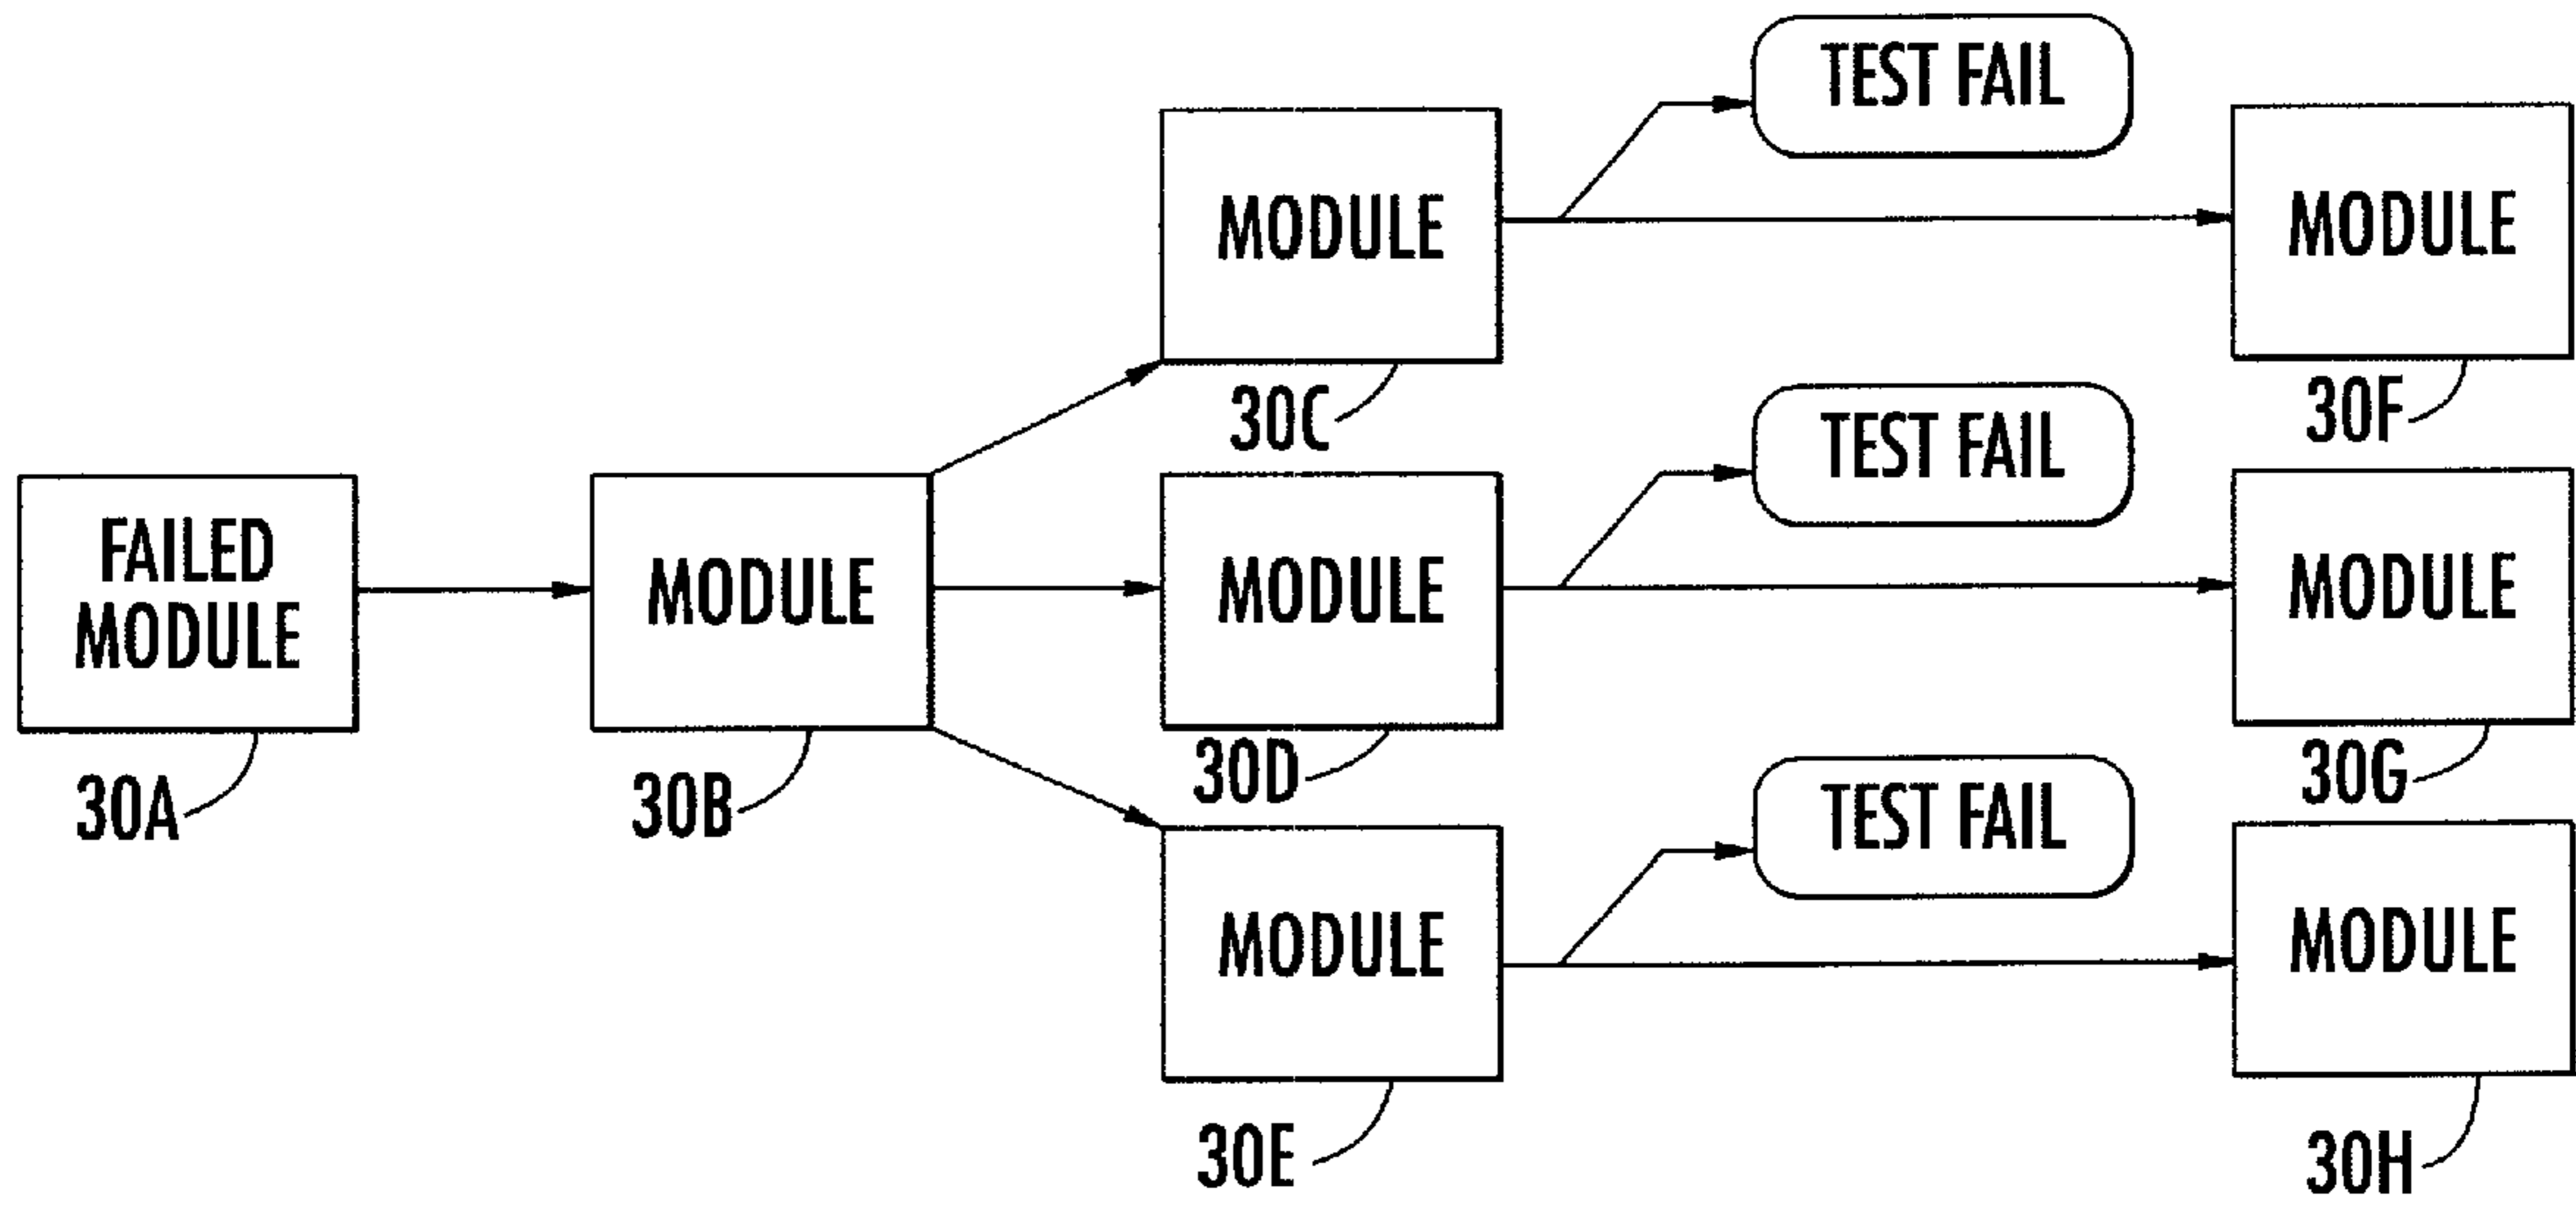 TEST FAIL
MODULE
MODULE
30C
30F
TEST FAIL
FAILED
MODULE
MODULE
MODULE
MODULE
30A
30B
30D
30G
TEST FAIL
MODULE
MODULE
30E
30H